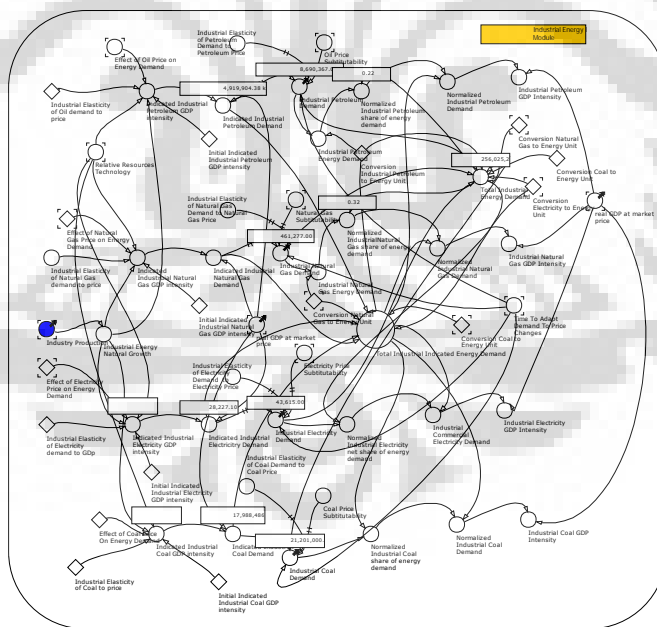 Industrial Energy
Module
Industrial Elasticity
of Petroleum
Demand to
Petroleum Price
Oil Price
Substitutability
Effect of Oil Price on
Energy Demand
8,690,367.
0.22
4,919,904.38
Industrial Elasticity
of Oil demand to
price
Indicated Industrial
Petroleum GDP
intensity
Indicated Industrial
Petroleum Demand
Industrial Petroleum
Demand
Normalized
Industrial Petroleum
share of energy
demand
Normalized
Industrial Petroleum
Demand
Industrial Petroleum
GDP Intensity
Initial Indicated
Industrial Petroleum
GDP intensity
Industrial Petroleum
Energy Demand
Conversion
Industrial Petroleum
to Energy Unit
Conversion Natural
Gas to Energy Unit
256,025,2
Conversion Coal to
Energy Unit
Total Industrial
Energy Demand
Conversion
Electricity to Energy
Unit
real GDP at market
price
Relative Resources
Technology
Industrial Elasticity
of Natural Gas
Demand to Natural
Gas Price
Natural Gas
Substitutability
0.32
461,277.00
Effect of Natural
Gas Price on Energy
Demand
Normalized
Industrial Natural
Gas share of energy
demand
Normalized
Industrial Natural
Gas Demand
Industrial Natural
Gas GDP Intensity
Industrial Elasticity
of Natural Gas
demand to price
Indicated
Industrial Natural
Gas GDP intensity
Indicated Industrial
Natural Gas
Demand
Industrial Natural
Gas Demand
Industrial Natural
Gas Energy Demand
Initial Indicated
Industrial Natural
Gas GDP intensity
Conversion Natural
Gas to Energy Unit
real GDP at market
price
Conversion Coal to
Energy Unit
Time To Adapt
Demand To Price
Changes
Industry Production
Industrial Energy
Natural Growth
Total Industrial Indicated Energy Demand
Effect of Electricity
Price on Energy
Demand
Industrial Elasticity
of Electricity
Demand to
Electricity Price
Electricity Price
Substitutability
28,227.10
43,615.00
Industrial Elasticity
of Electricity
demand to GDp
Indicated Industrial
Electricity GDP
intensity
Indicated Industrial
Electricity Demand
Industrial Electricity
Demand
Normalized
Industrial Electricity
net share of energy
demand
Industrial
Commercial
Electricity Demand
Industrial Electricity
GDP Intensity
Initial Indicated
Industrial Electricity
GDP intensity
Industrial Elasticity
of Coal Demand to
Coal Price
Coal Price
Substitutability
17,988,486
21,201,000.
Effect of Coal Price
On Energy Demand
Indicated Industrial
Coal GDP intensity
Indicated Industrial
Coal Demand
Industrial Coal
Demand
Normalized
Industrial Coal
share of energy
demand
Normalized
Industrial Coal
Demand
Industrial Coal GDP
Intensity
Industrial Elasticity
of Coal to price
Initial Indicated
Industrial Coal GDP
intensity